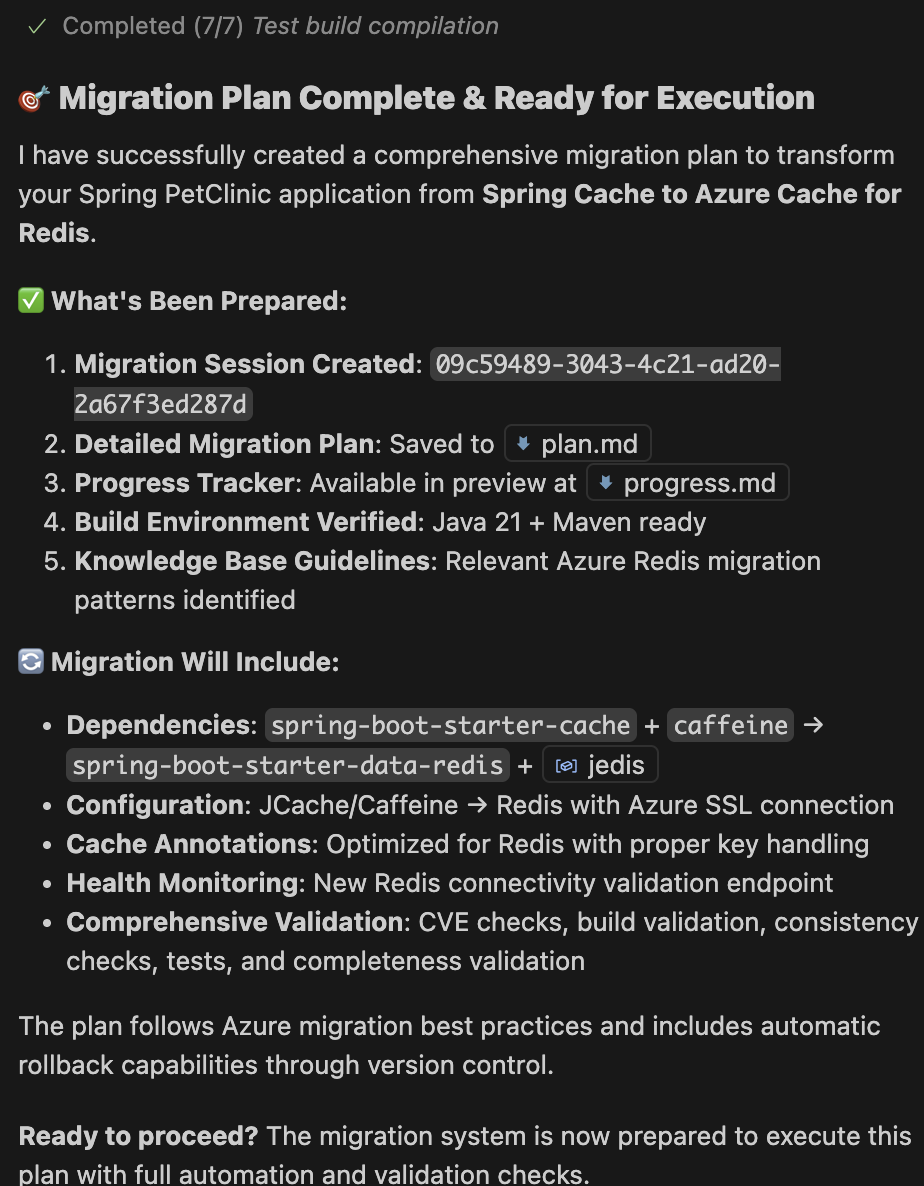 ✓ Completed (7/7) Test build compilation
🎯 Migration Plan Complete & Ready for Execution
I have successfully created a comprehensive migration plan to transform
your Spring PetClinic application from Spring Cache to Azure Cache for
Redis.
✅ What's Been Prepared:
1. Migration Session Created: 09c59489-3043-4c21-ad20-
2a67f3ed287d
2. Detailed Migration Plan: Saved to plan.md
3. Progress Tracker: Available in preview at progress.md
4. Build Environment Verified: Java 21 + Maven ready
5. Knowledge Base Guidelines: Relevant Azure Redis migration
patterns identified
🔄 Migration Will Include:
• Dependencies: spring-boot-starter-cache + caffeine →
spring-boot-starter-data-redis + jedis
• Configuration: JCache/Caffeine → Redis with Azure SSL connection
• Cache Annotations: Optimized for Redis with proper key handling
• Health Monitoring: New Redis connectivity validation endpoint
• Comprehensive Validation: CVE checks, build validation, consistency
checks, tests, and completeness validation
The plan follows Azure migration best practices and includes automatic
rollback capabilities through version control.
Ready to proceed? The migration system is now prepared to execute this
plan with full automation and validation checks.